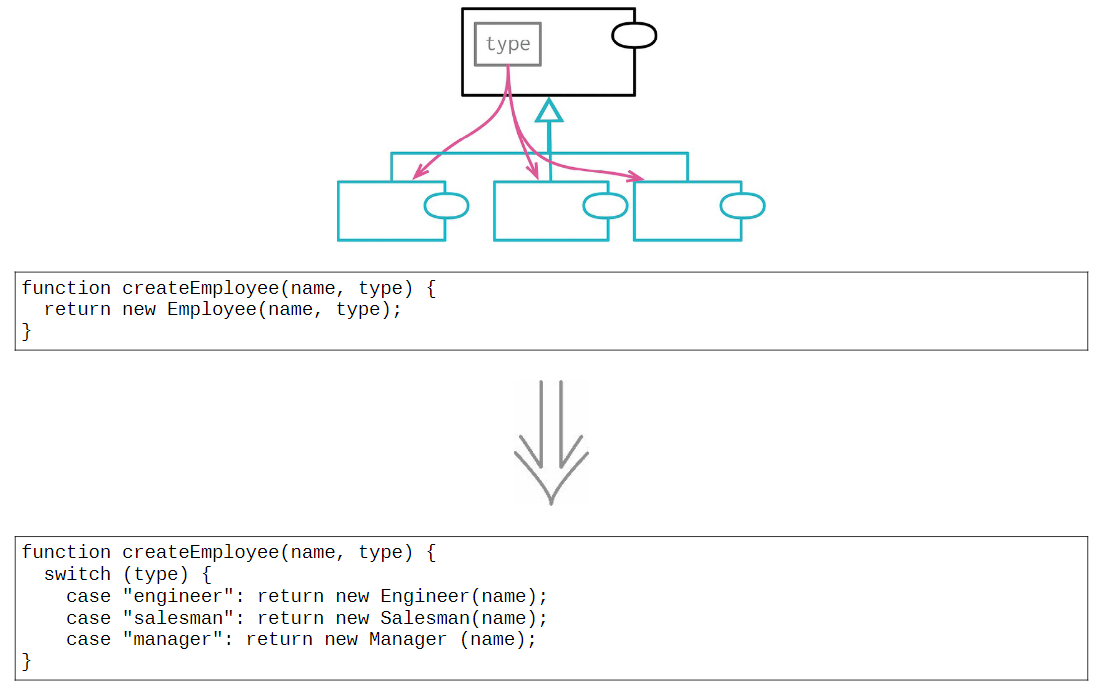 type
function createEmployee(name, type) {
  return new Employee(name, type);
}
function createEmployee(name, type) {
  switch (type) {
    case "engineer": return new Engineer(name);
    case "salesman": return new Salesman(name);
    case "manager": return new Manager (name);
}